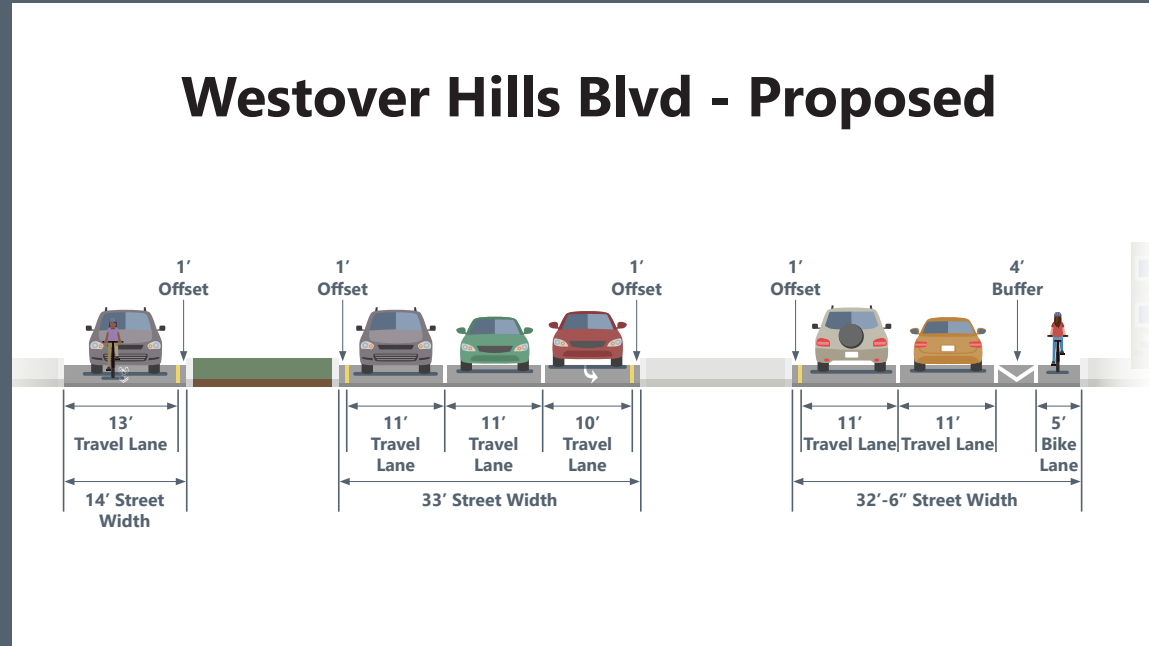 Westover Hills Blvd - Proposed
1’
Offset
1’
Offset
1’
Offset
1’
Offset
4’
Buffer
13’
Travel Lane
11’
Travel
Lane
11’
Travel
Lane
10’
Travel
Lane
11’
Travel Lane
11’
Travel Lane
5’
Bike
Lane
14’ Street
Width
33’ Street Width
32’-6” Street Width